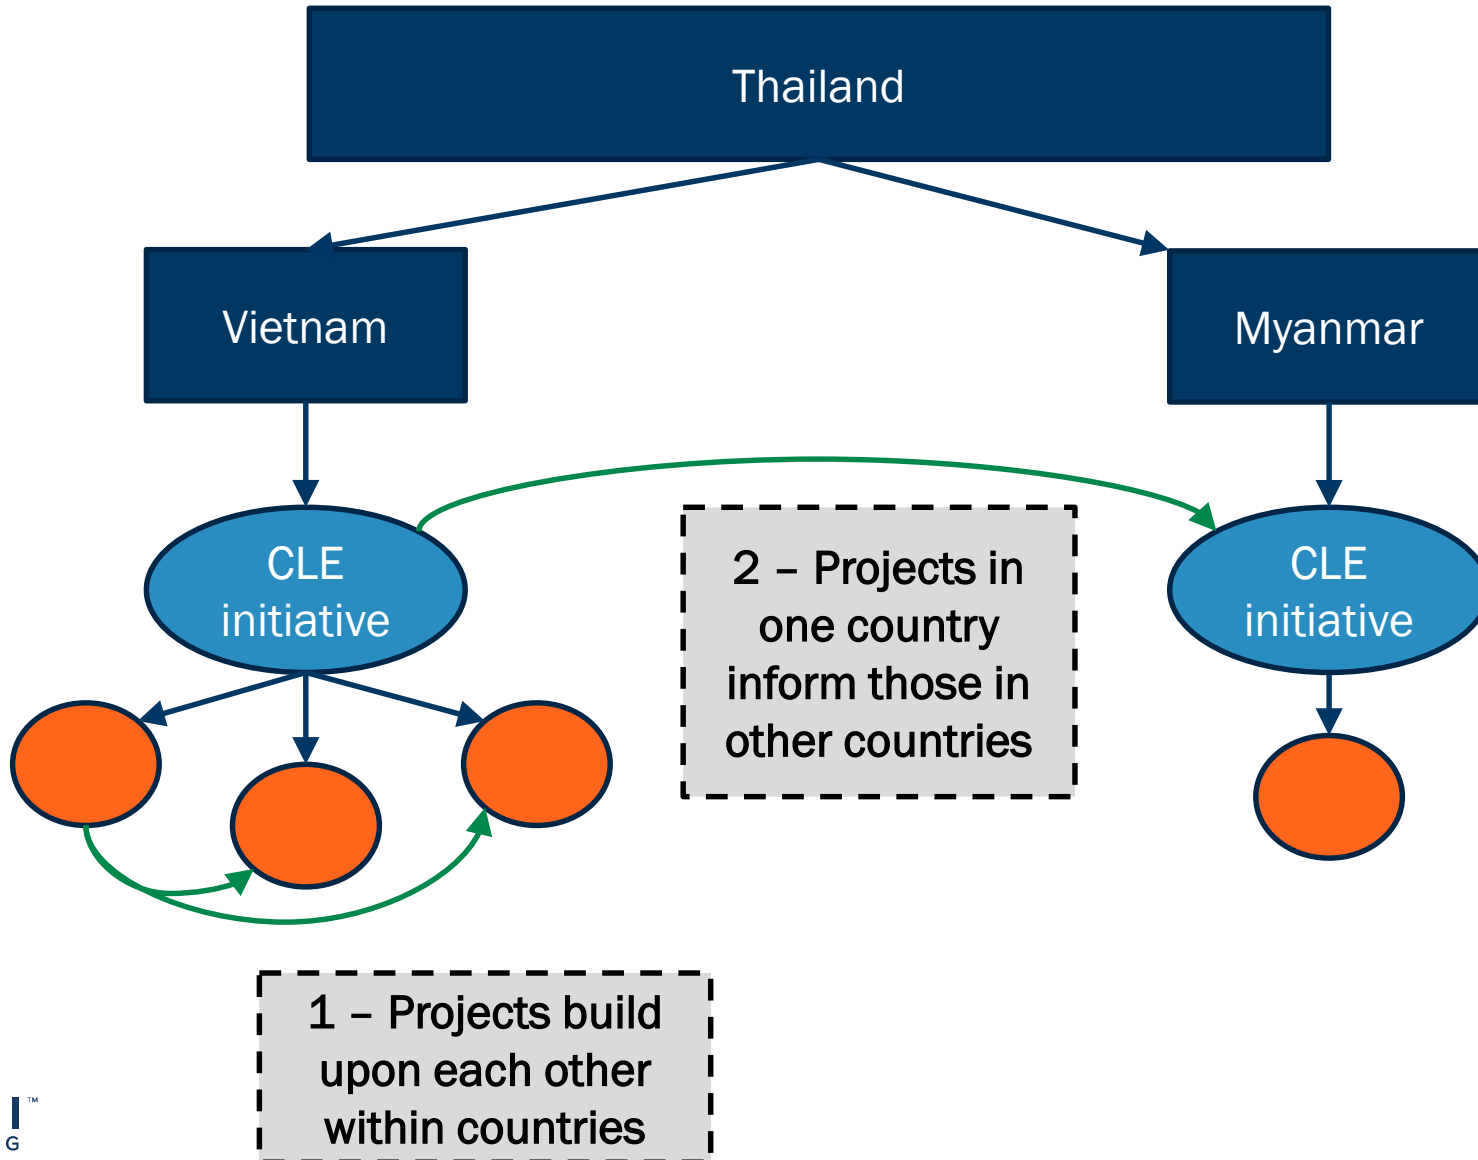 Thailand
Vietnam
Myanmar
CLE
initiative
2 – Projects in
one country
inform those in
other countries
CLE
initiative
1 – Projects build
upon each other
within countries
I™
G